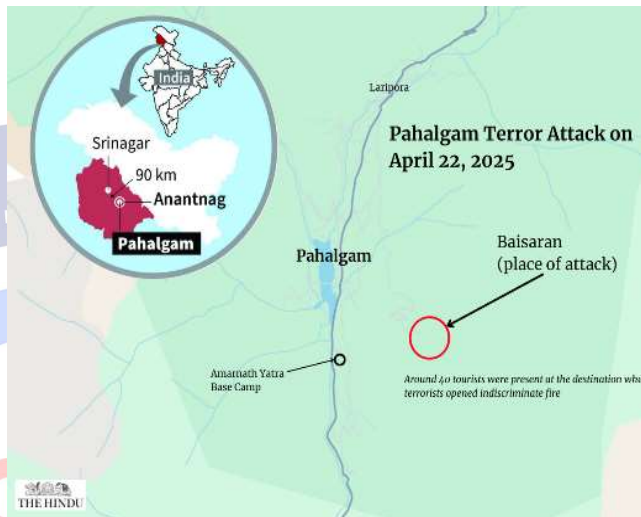 India
Srinagar
90 km
Anantnag
Pahalgam
Laripora
Pahalgam Terror Attack on
April 22, 2025
Baisaran
(place of attack)
Pahalgam
Amarnath Yatra
Base Camp
Around 40 tourists were present at the destination
terrorists opened indiscriminate fire
THE HINDU